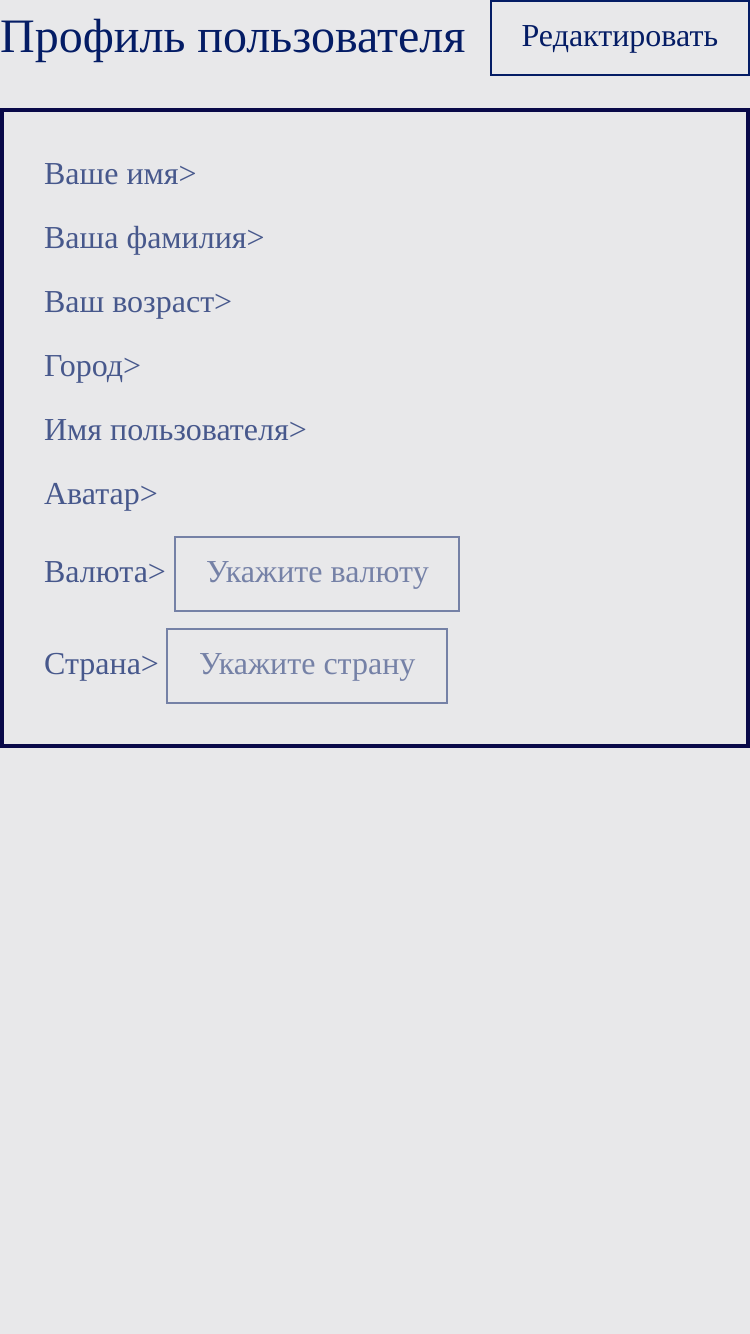 Профиль пользователя Редактировать
Ваше имя>
Ваша фамилия>
Ваш возраст>
Город>
Имя пользователя>
Аватар>
Валюта> Укажите валюту
Страна> Укажите страну